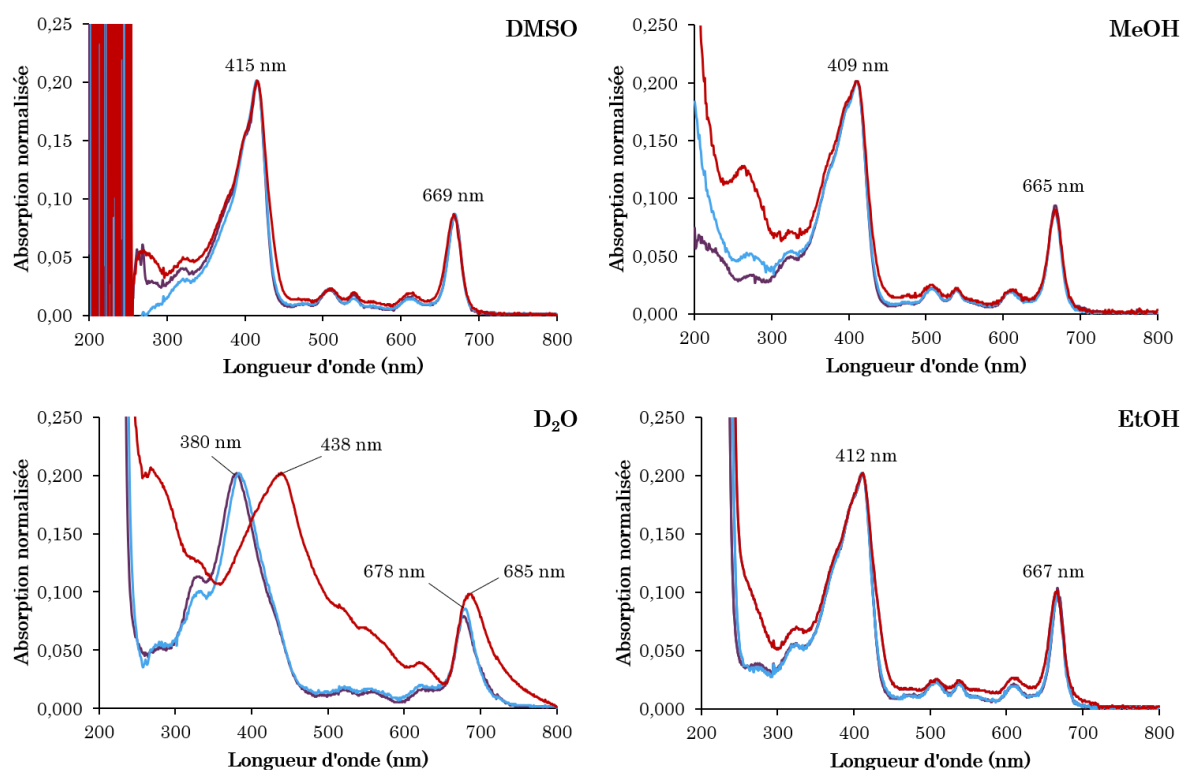 DMSO
0,25
0,20
0,15
0,10
0,05
0,00
415 nm
669 nm
200 300 400 500 600 700 800
Longueur d'onde (nm)
Absorption normalisée
MeOH
0,250
0,200
0,150
0,100
0,050
0,000
409 nm
665 nm
200 300 400 500 600 700 800
Longueur d'onde (nm)
Absorption normalisée
D₂O
0,250
0,200
0,150
0,100
0,050
0,000
380 nm
438 nm
678 nm
685 nm
200 300 400 500 600 700 800
Longueur d'onde (nm)
Absorption normalisée
EtOH
0,250
0,200
0,150
0,100
0,050
0,000
412 nm
667 nm
200 300 400 500 600 700 800
Longueur d'onde (nm)
Absorption normalisée